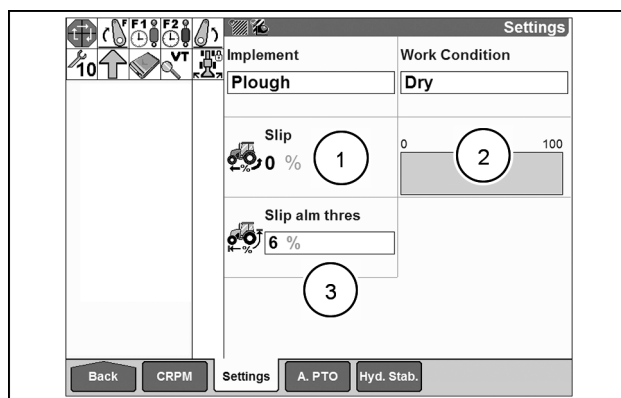 F F1 F2
10 VT
Settings
Implement
Work Condition
Plough
Dry
Slip
0 %
1
0 100
2
Slip alm thres
6 %
3
Back CRPM Settings A. PTO Hyd. Stab.